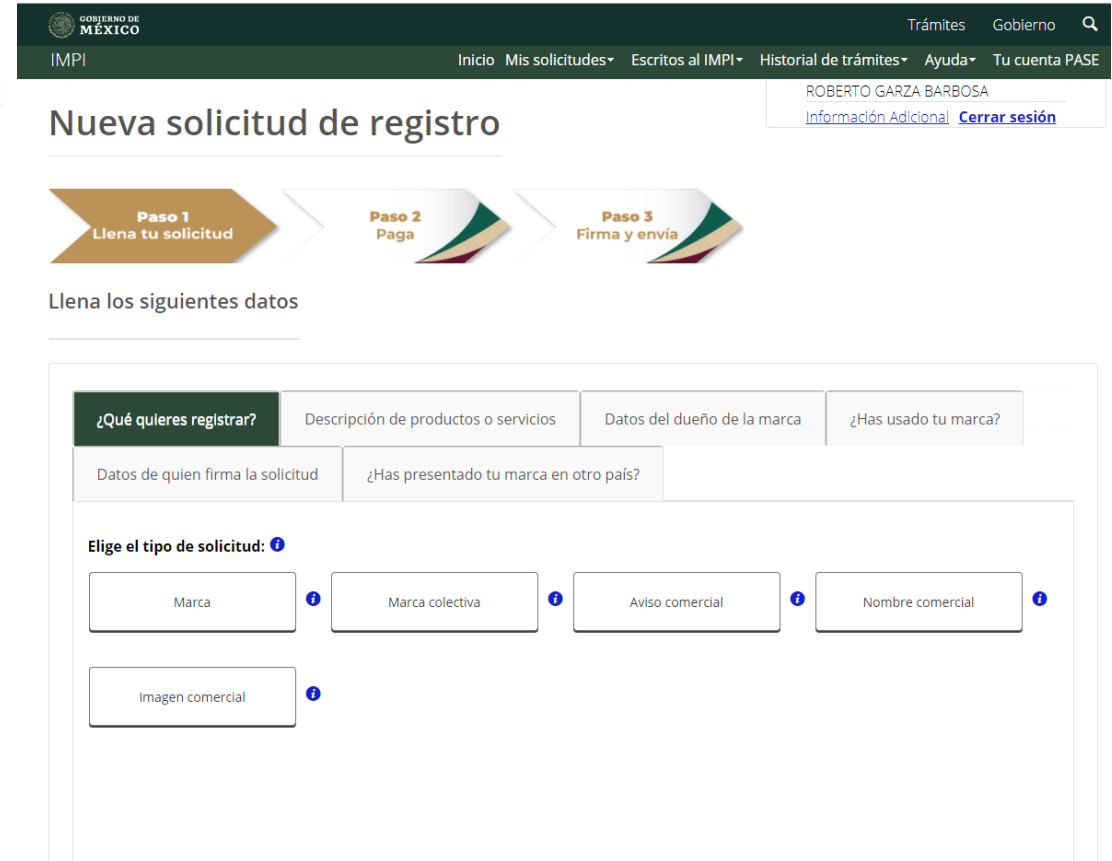 GOBIERNO DE
MÉXICO
Trámites Gobierno
IMPI
Inicio Mis solicitudes Escritos al IMPI Historial de trámites Ayuda Tu cuenta PASE
ROBERTO GARZA BARBOSA
Información Adicional Cerrar sesión
Nueva solicitud de registro
Paso 1
Llena tu solicitud
Paso 2
Paga
Paso 3
Firma y envía
Llena los siguientes datos
¿Qué quieres registrar? Descripción de productos o servicios Datos del dueño de la marca ¿Has usado tu marca?
Datos de quien firma la solicitud ¿Has presentado tu marca en otro país?
Elige el tipo de solicitud:
Marca Marca colectiva Aviso comercial Nombre comercial
Imagen comercial